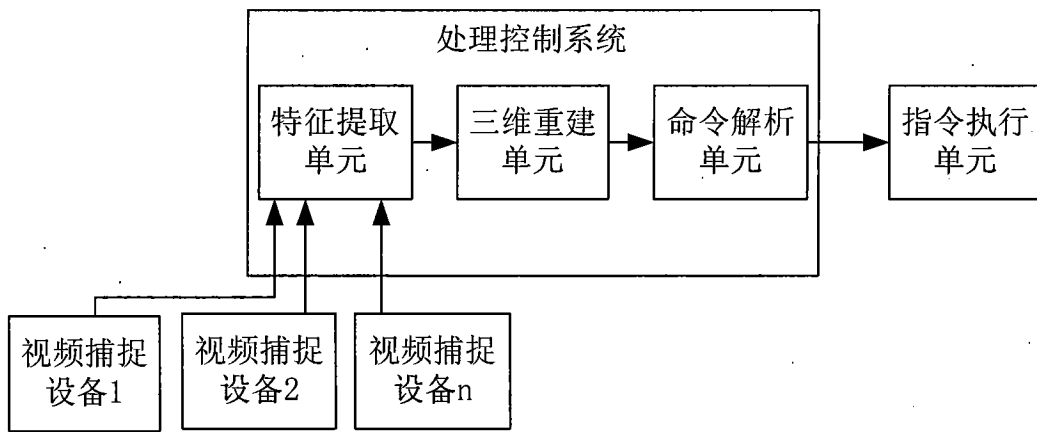 处理控制系统
特征提取
单元
三维重建
单元
命令解析
单元
指令执行
单元
视频捕捉
设备1
视频捕捉
设备2
视频捕捉
设备n